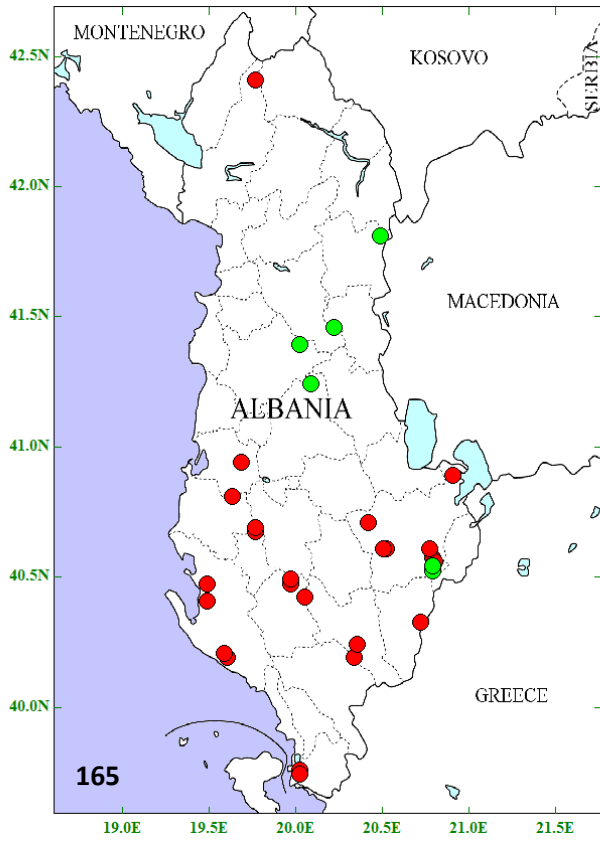 MONTENEGRO
KOSOVO
SERBIA
42.5N
42.0N
41.5N
MACEDONIA
ALBANIA
41.0N
40.5N
40.0N
GREECE
165
19.0E 19.5E 20.0E 20.5E 21.0E 21.5E